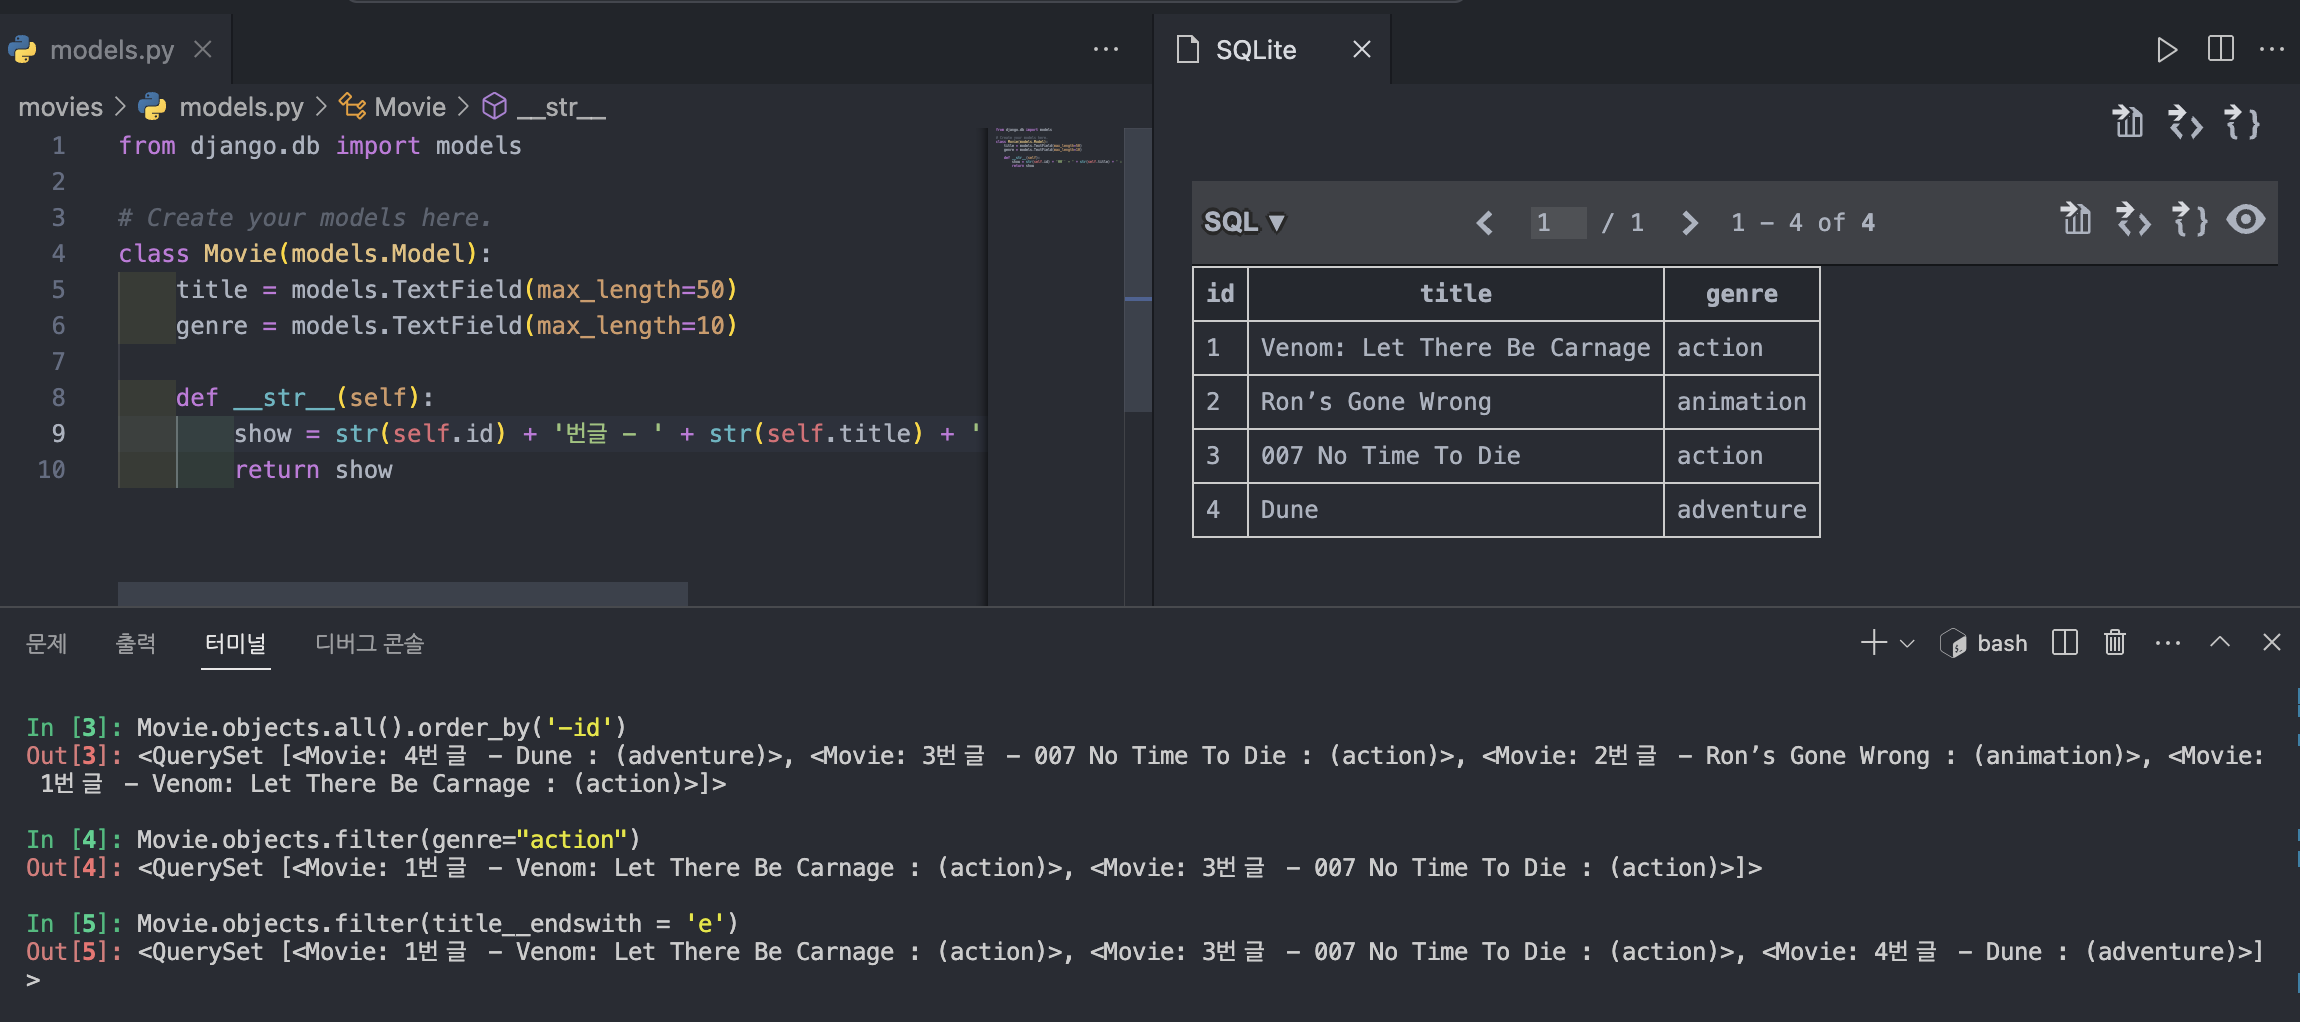 models.py
movies > models.py > Movie > __str__
1 from django.db import models
2
3 # Create your models here.
4 class Movie(models.Model):
5 title = models.TextField(max_length=50)
6 genre = models.TextField(max_length=10)
7
8 def __str__(self):
9 show = str(self.id) + '번글 - ' + str(self.title) + '
10 return show
SQLite
SQL ▼ < 1 / 1 > 1 - 4 of 4
id title genre
1 Venom: Let There Be Carnage action
2 Ron’s Gone Wrong animation
3 007 No Time To Die action
4 Dune adventure
문제 출력 터미널 디버그 콘솔 bash
In [3]: Movie.objects.all().order_by('-id')
Out[3]: <QuerySet [<Movie: 4번글 - Dune : (adventure)>, <Movie: 3번글 - 007 No Time To Die : (action)>, <Movie: 2번글 - Ron’s Gone Wrong : (animation)>, <Movie:
1번글 - Venom: Let There Be Carnage : (action)>]>
In [4]: Movie.objects.filter(genre="action")
Out[4]: <QuerySet [<Movie: 1번글 - Venom: Let There Be Carnage : (action)>, <Movie: 3번글 - 007 No Time To Die : (action)>]>
In [5]: Movie.objects.filter(title__endswith = 'e')
Out[5]: <QuerySet [<Movie: 1번글 - Venom: Let There Be Carnage : (action)>, <Movie: 3번글 - 007 No Time To Die : (action)>, <Movie: 4번글 - Dune : (adventure)>]
>